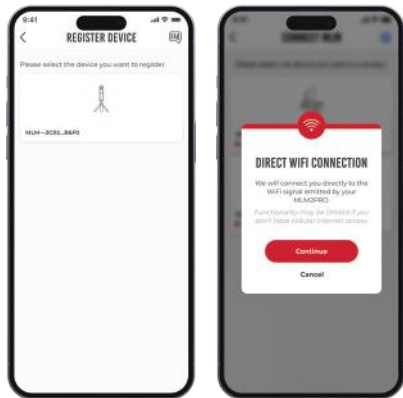 9:41
REGISTER DEVICE
FAQ
Please select the device you want to register.
DIRECT WIFI CONNECTION
We will connect you directly to the
WiFi signal emitted by your
MLM2PRO.
Functionality may be limited if you
don't have cellular internet access.
Continue
Cancel